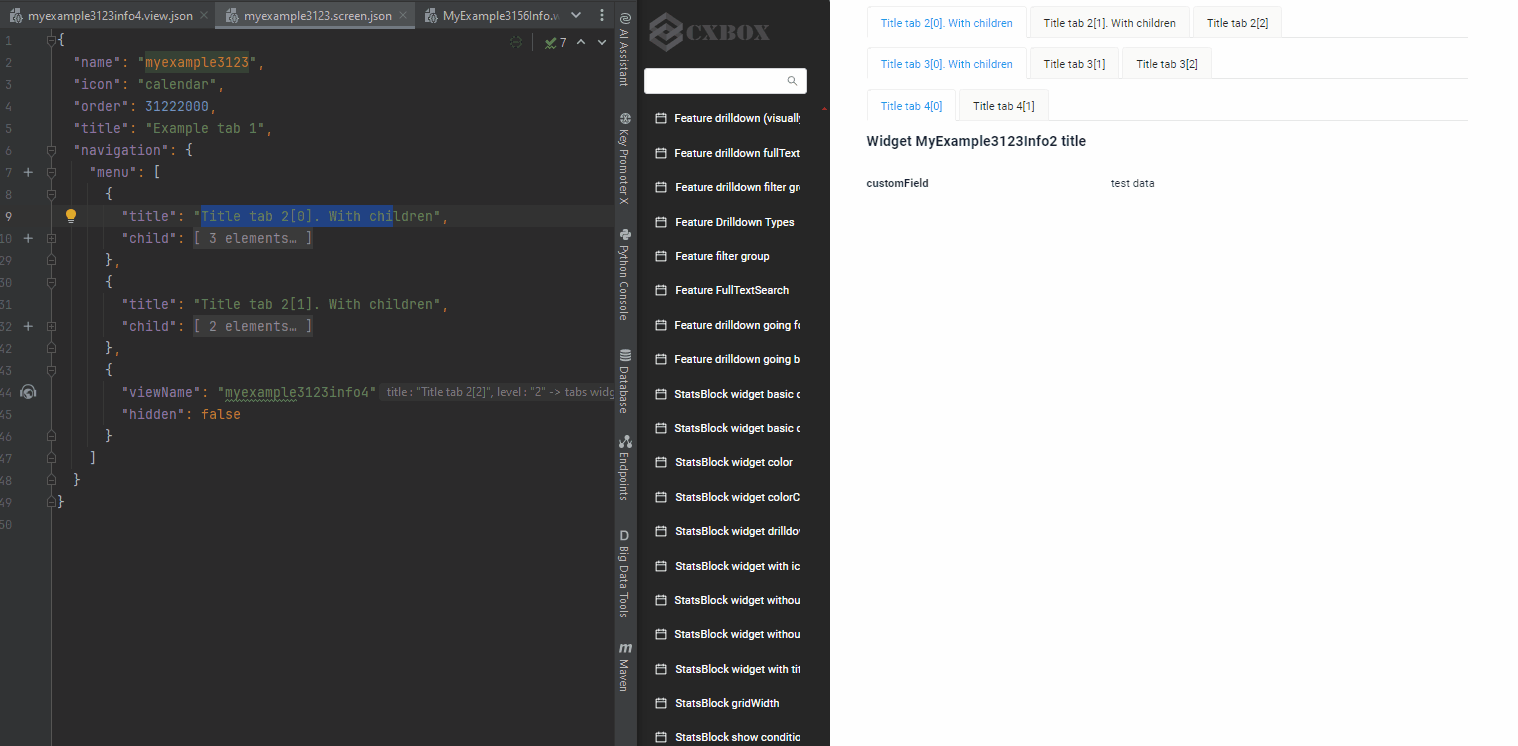 myexample3123info4.view.json
myexample3123.screen.json
MyExample3156Info.w
7
1 {
2 "name": "myexample3123",
3 "icon": "calendar",
4 "order": 31222000,
5 "title": "Example tab 1",
6 "navigation": {
7 "menu": [
8 {
9 "title": "Title tab 2[0]. With children",
10 "child": [ 3 elements… ]
29 },
30 {
31 "title": "Title tab 2[1]. With children",
32 "child": [ 2 elements… ]
42 },
43 {
44 "viewName": "myexample3123info4" title : "Title tab 2[2]", level : "2" -> tabs widg
45 "hidden": false
46 }
47 ]
48 }
49 }
50
AI Assistant
Key Promoter X
Python Console
Database
Endpoints
D Big Data Tools
m Maven
CXBOX
Feature drilldown (visually
Feature drilldown fullText
Feature drilldown filter gr
Feature Drilldown Types
Feature filter group
Feature FullTextSearch
Feature drilldown going fo
Feature drilldown going b
StatsBlock widget basic c
StatsBlock widget basic c
StatsBlock widget color
StatsBlock widget colorC
StatsBlock widget drilldo
StatsBlock widget with ic
StatsBlock widget withou
StatsBlock widget withou
StatsBlock widget with tit
StatsBlock gridWidth
StatsBlock show conditio
Title tab 2[0]. With children
Title tab 2[1]. With children
Title tab 2[2]
Title tab 3[0]. With children
Title tab 3[1]
Title tab 3[2]
Title tab 4[0]
Title tab 4[1]
Widget MyExample3123Info2 title
customField
test data